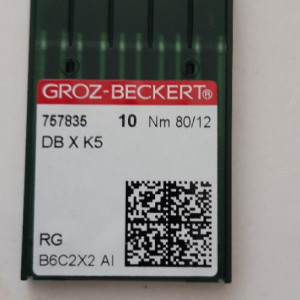 GROZ-BECKERT®
757835 10 Nm 80/12
DB X K5
RG
B6C2X2 AI